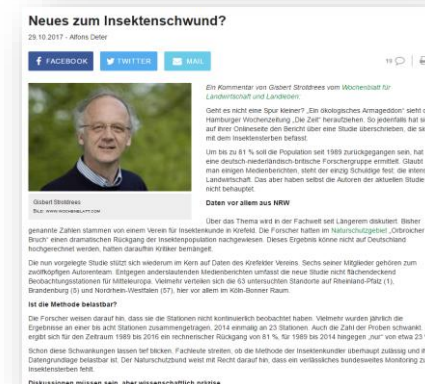 Neues zum Insektenschwund?
29.10.2017 - Alfons Deter
FACEBOOK TWITTER MAIL
Ein Kommentar von Gisbert Strotdrees vom Wochenblatt für
Landwirtschaft und Landleben.
Geht es nicht eine Spur kleiner? „Ein ökologisches Armageddon“ sieht d
Hamburger Wochenzeitung „Die Zeit“ heraufziehen. So jedenfalls hat si
auf ihrer Onlineseite den Bericht über eine Studie überschrieben, die sic
mit dem Insektensterben befasst.
Um bis zu 81 % soll die Population seit 1989 zurückgegangen sein, hat
eine deutsch-niederländisch-britische Forschergruppe ermittelt. Glaubt
man einigen Medienberichten, steht der einzig Schuldige fest: die intens
Landwirtschaft. Das aber haben selbst die Autoren der aktuellen Studie
nicht behauptet.
Gisbert Strotdrees
BILD: WWW.WOCHENBLATT.COM
Daten vor allem aus NRW
Über das Thema wird in der Fachwelt seit Längerem diskutiert. Bisher
genannte Zahlen stammen von einem Verein für Insektenkunde in Krefeld. Die Forscher hatten im Naturschutzgebiet „Orbroicher
Bruch“ einen dramatischen Rückgang der Insektenpopulation nachgewiesen. Dieses Ergebnis könne nicht auf Deutschland
hochgerechnet werden, hatten daraufhin Kritiker bemängelt.
Die nun vorgelegte Studie stützt sich wiederum im Kern auf Daten des Krefelder Vereins. Sechs seiner Mitglieder gehören zum
zwölfköpfigen Autorenteam. Entgegen anderslautenden Medienberichten umfasst die neue Studie nicht flächendeckend
Beobachtungsstationen für Mitteleuropa. Vielmehr verteilen sich die 63 untersuchten Standorte auf Rheinland-Pfalz (1),
Brandenburg (5) und Nordrhein-Westfalen (57), hier vor allem im Köln-Bonner Raum.
Ist die Methode belastbar?
Die Forscher weisen darauf hin, dass sie die Stationen nicht kontinuierlich beobachtet haben. Vielmehr wurden jährlich die
Ergebnisse an einer bis acht Stationen zusammengetragen, 2014 einmalig an 23 Stationen. Auch die Zahl der Proben schwankt.
ergibt sich für den Zeitraum 1989 bis 2016 ein rechnerischer Rückgang von 81 %, für 1989 bis 2014 hingegen „nur“ von etwa 23
Schon diese Schwankungen lassen tief blicken. Fachleute streiten, ob die Methode der Insektenkundler überhaupt zulässig und ih
Datengrundlage belastbar ist. Der Naturschutzbund weist mit Recht darauf hin, dass ein verlässliches bundesweites Monitoring zu
Insektensterben fehlt.
Diskussionen müssen sein, aber wissenschaftlich präzise